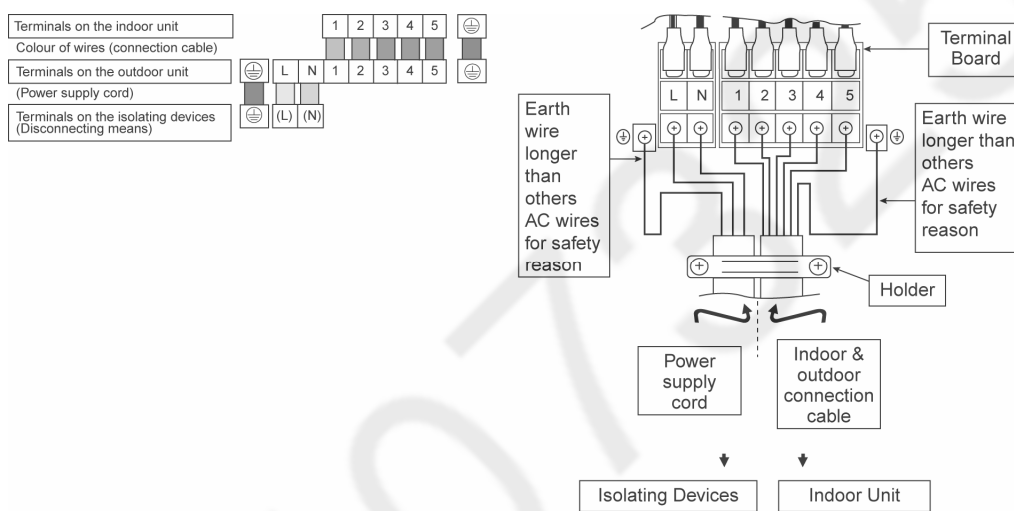 Terminals on the indoor unit
1 2 3 4 5
Colour of wires (connection cable)
Terminals on the outdoor unit
L N 1 2 3 4 5
(Power supply cord)
Terminals on the isolating devices
(Disconnecting means)
(L) (N)
Terminal
Board
L N 1 2 3 4 5
Earth
wire
longer
than
others
AC wires
for safety
reason
Earth wire
longer than
others
AC wires
for safety
reason
Holder
Power
supply
cord
Indoor &
outdoor
connection
cable
Isolating Devices
Indoor Unit